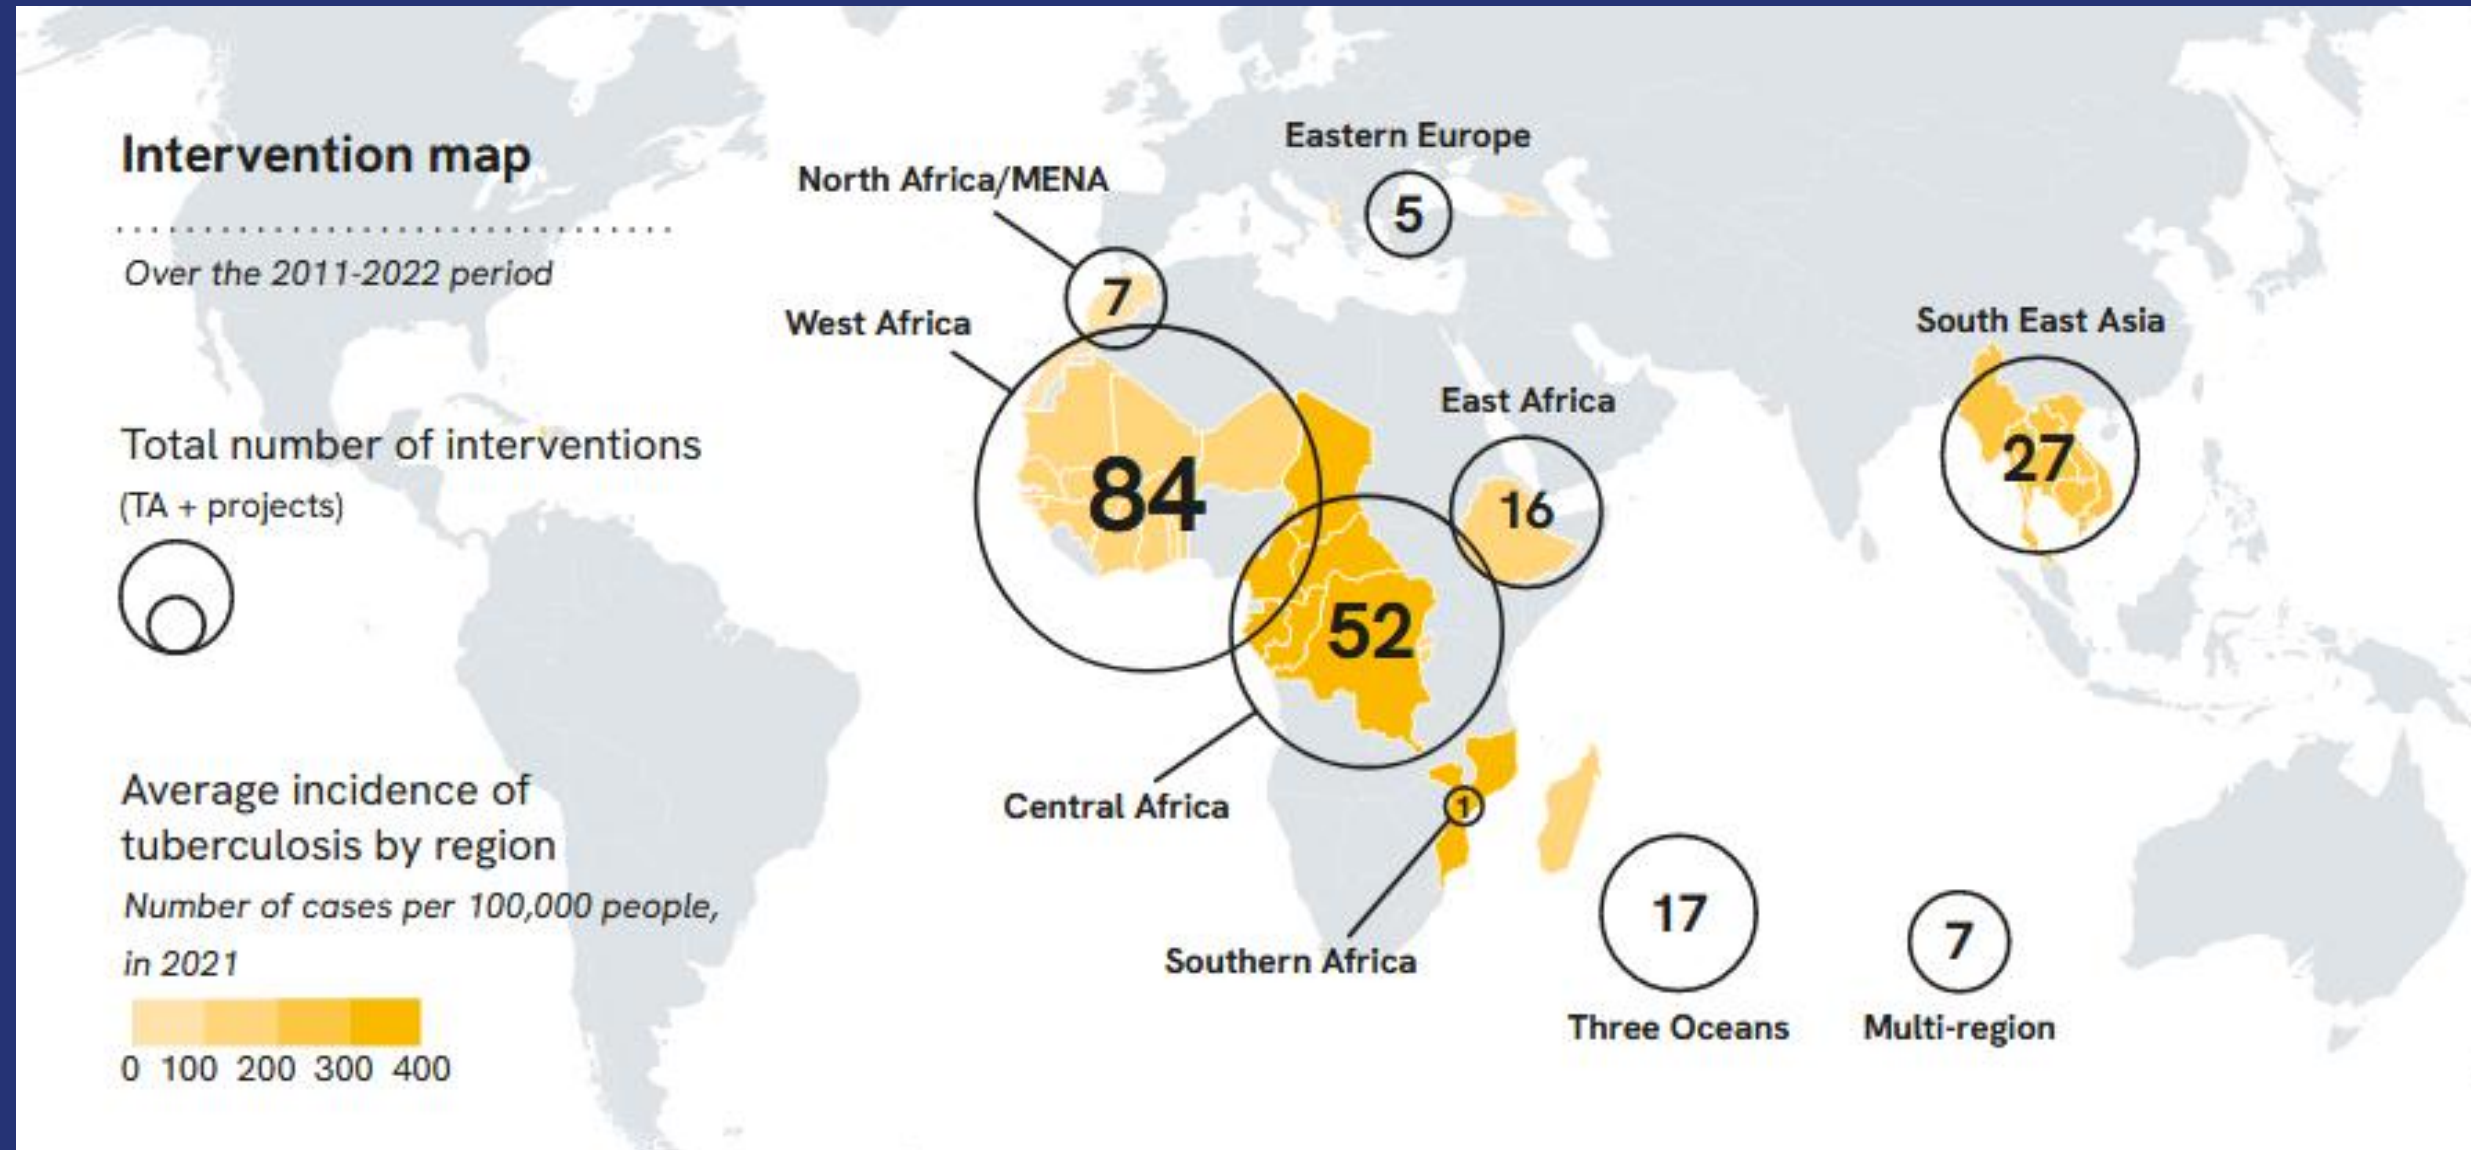 Intervention map
Over the 2011-2022 period
Total number of interventions
(TA + projects)
Average incidence of
tuberculosis by region
Number of cases per 100,000 people,
in 2021
0 100 200 300 400
North Africa/MENA
7
West Africa
84
Eastern Europe
5
East Africa
16
South East Asia
27
52
Central Africa
1
Southern Africa
17
Three Oceans
7
Multi-region